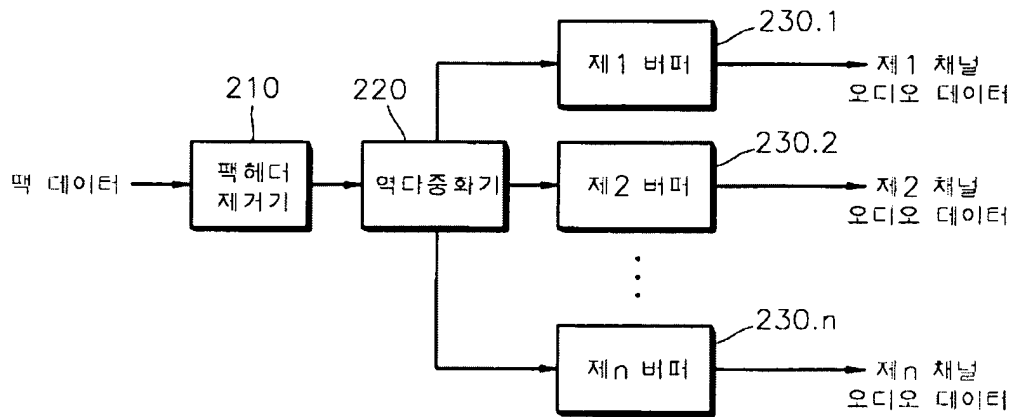 230.1
제1 버퍼
제1 채널
오디오 데이터
210
220
230.2
팩 데이터
팩헤더
제거기
역다중화기
제2 버퍼
제2 채널
오디오 데이터
230.n
제n 버퍼
제n 채널
오디오 데이터